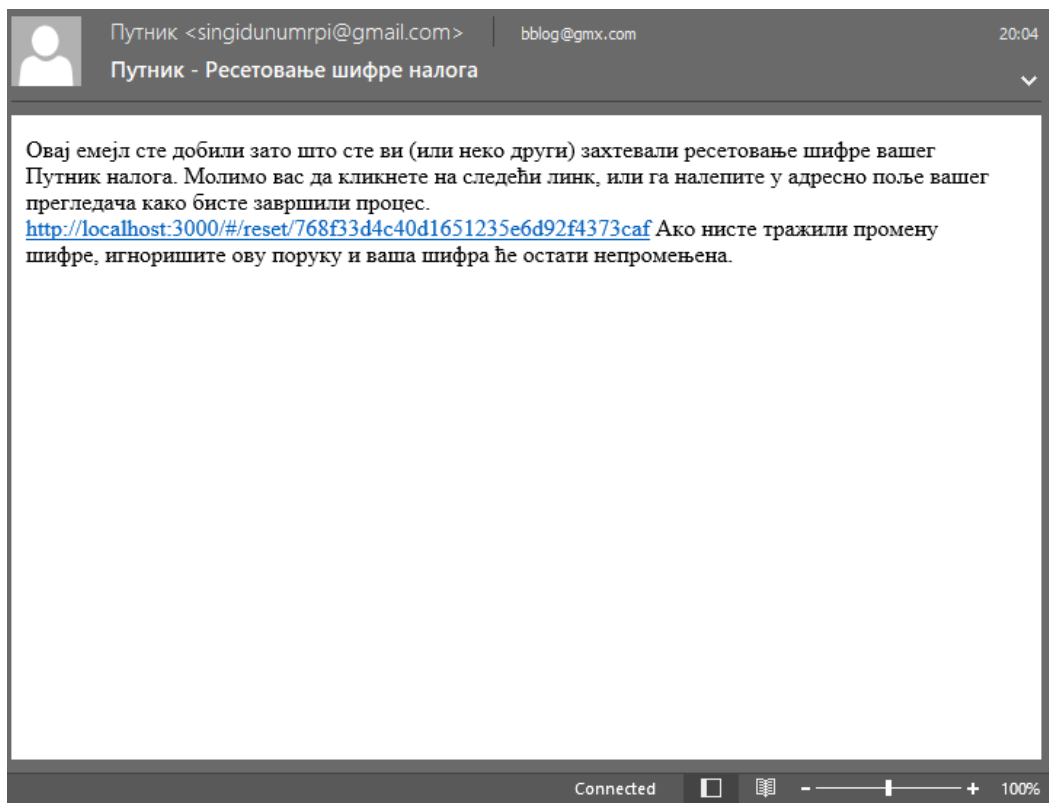 Путник <singidunumrpi@gmail.com>
bblog@gmx.com
20:04
Путник - Ресетовање шифре налога
Овај емејл сте добили зато што сте ви (или неко други) захтевали ресетовање шифре вашег
Путник налога. Молимо вас да кликнете на следећи линк, или га налепите у адресно поље вашег
прегледача како бисте завршили процес.
http://localhost:3000/#/reset/768f33d4c40d1651235e6d92f4373caf Ако нисте тражили промену
шифре, игноришите ову поруку и ваша шифра ће остати непромењена.
Connected
- + 100%